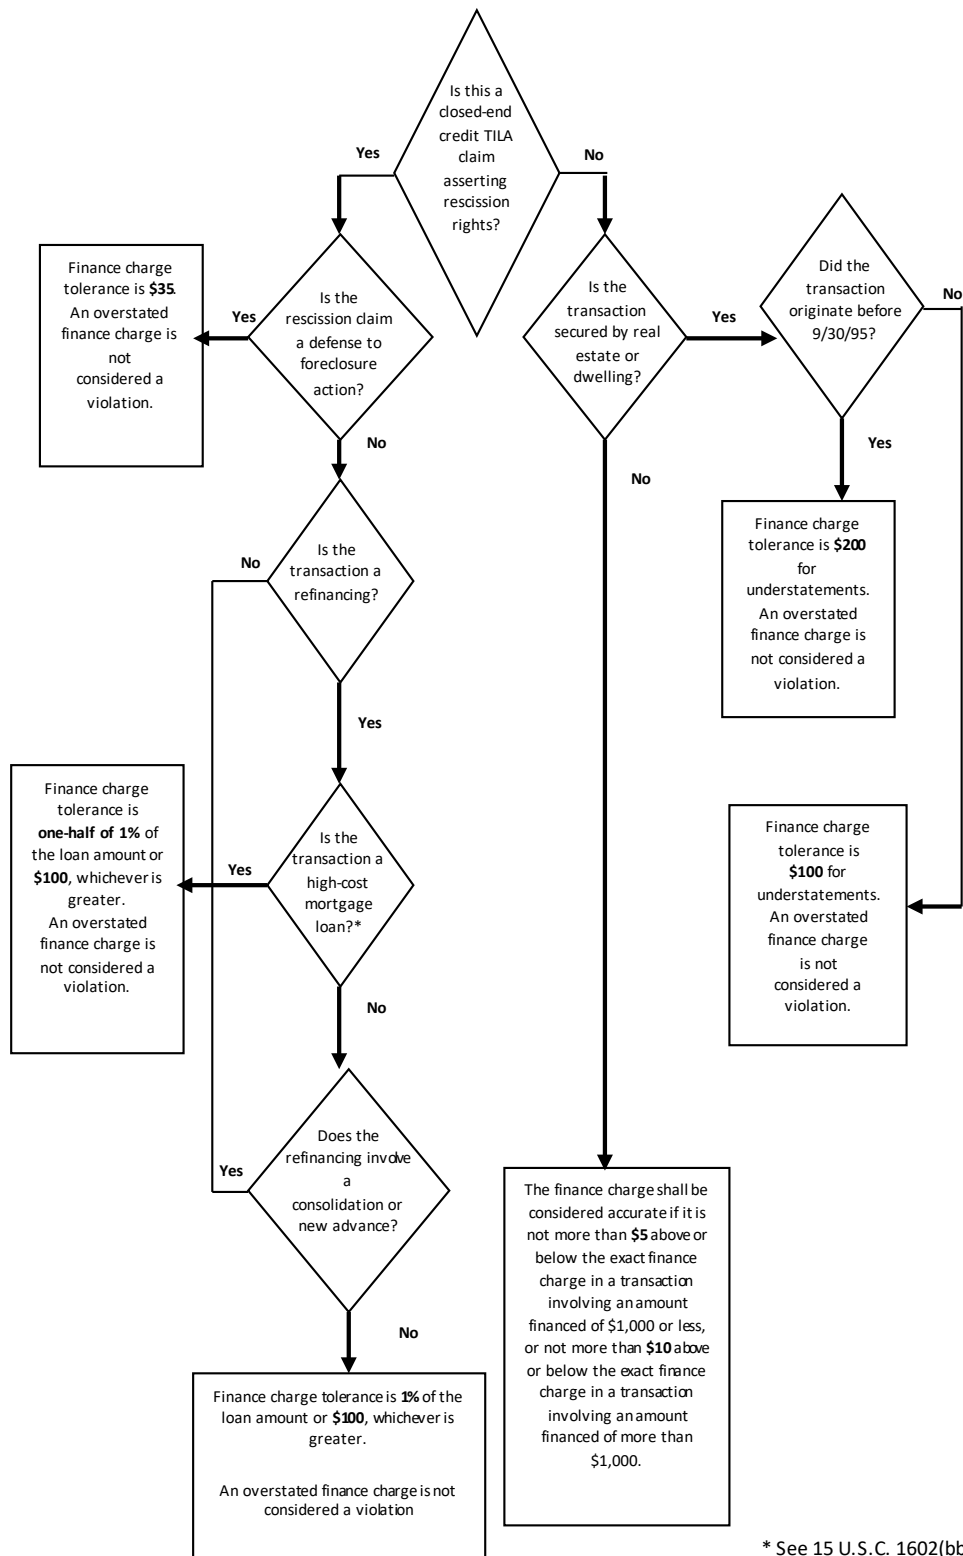 Is this a
closed-end
credit TILA
claim
asserting
rescission
rights?
Yes
No
Finance charge
tolerance is $35.
An overstated
finance charge is
not
considered a
violation.
Yes
Is the
rescission claim
a defense to
foreclosure
action?
Is the
transaction
secured by real
estate or
dwelling?
Yes
Did the
transaction
originate before
9/30/95?
No
No
No
Yes
Finance charge
tolerance is $200
for
understatements.
An overstated
finance charge is
not considered a
violation.
No
Is the
transaction a
refinancing?
Yes
Finance charge
tolerance is
one-half of 1% of
the loan amount or
$100, whichever is
greater.
An overstated
finance charge is
not considered a
violation.
Yes
Is the
transaction a
high-cost
mortgage
loan?*
Finance charge
tolerance is
$100 for
understatements.
An overstated
finance charge
is not
considered a
violation.
No
Yes
Does the
refinancing involve
a
consolidation or
new advance?
No
The finance charge shall be
considered accurate if it is
not more than $5 above or
below the exact finance
charge in a transaction
involving an amount
financed of $1,000 or less,
or not more than $10 above
or below the exact finance
charge in a transaction
involving an amount
financed of more than
$1,000.
Finance charge tolerance is 1% of the
loan amount or $100, whichever is
greater.
An overstated finance charge is not
considered a violation
* See 15 U.S.C. 1602(bb